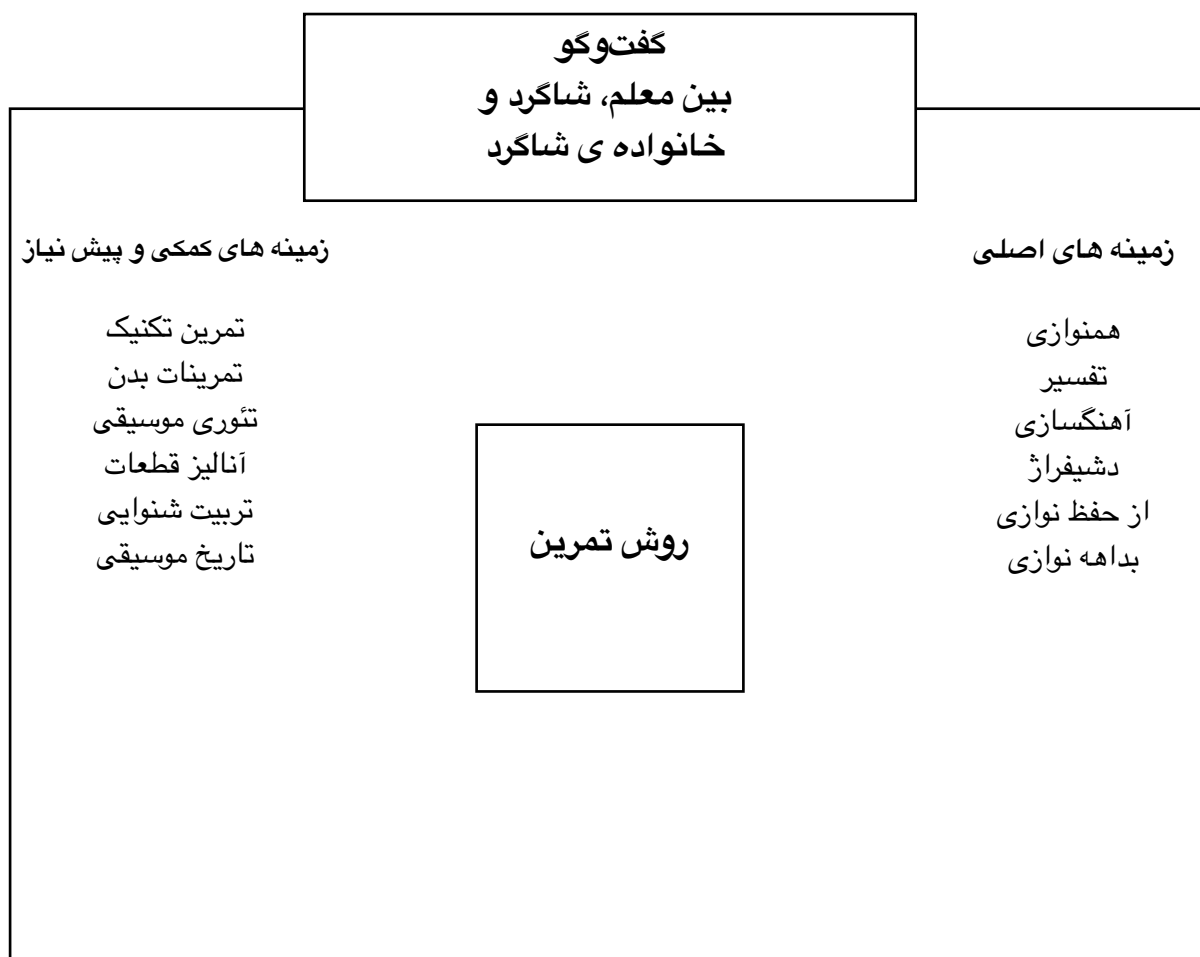 گفت‌وگو
بین معلم، شاگرد و
خانواده ی شاگرد
زمینه های اصلی
همنوازی
تفسیر
آهنگسازی
دشیفراژ
از حفظ نوازی
بداهه نوازی
روش تمرین
زمینه های کمکی و پیش نیاز
تمرین تکنیک
تمرینات بدن
تئوری موسیقی
آنالیز قطعات
تربیت شنوایی
تاریخ موسیقی